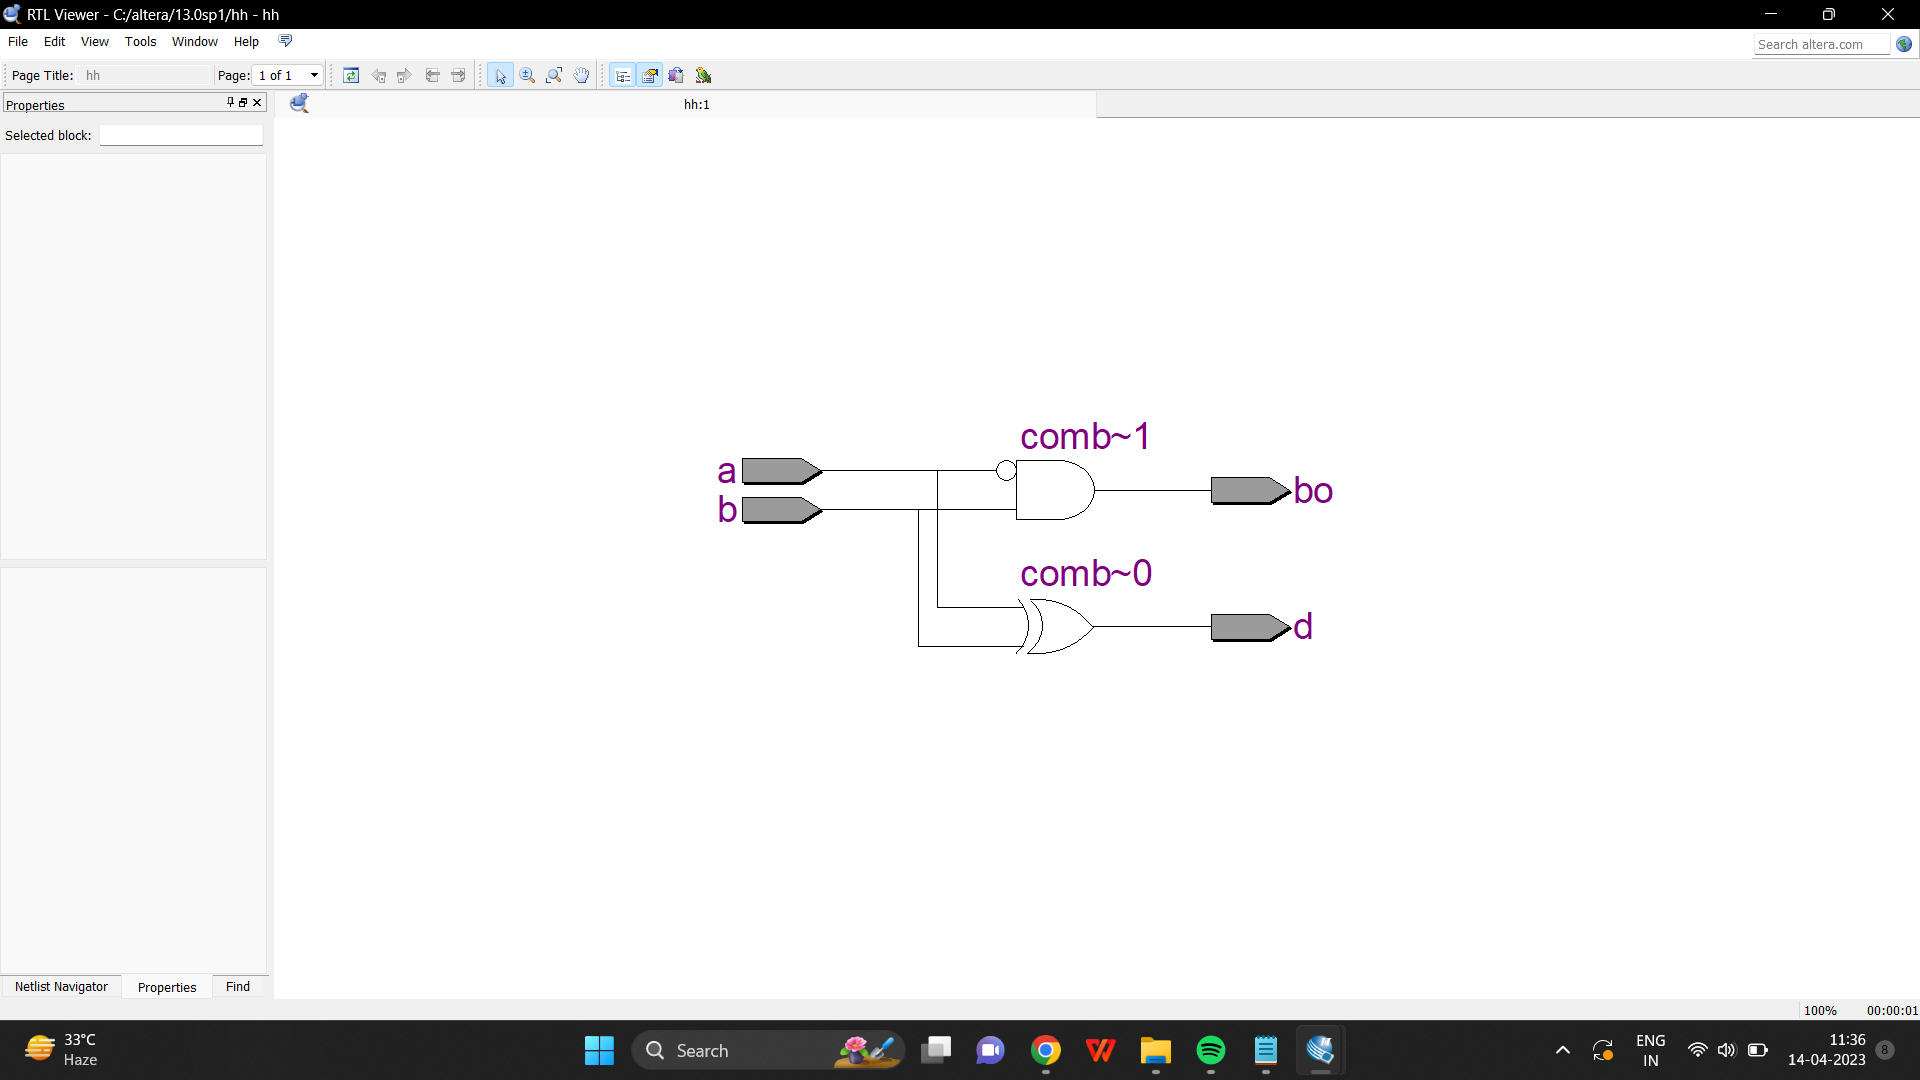 RTL Viewer - C:/altera/13.0sp1/hh - hh
File Edit View Tools Window Help
Search altera.com
Page Title: hh Page: 1 of 1
Properties
hh:1
Selected block:
comb~1
a
bo
b
comb~0
d
Netlist Navigator Properties Find
100% 00:00:01
33°C
Haze
Search
ENG
IN
11:36
14-04-2023
8